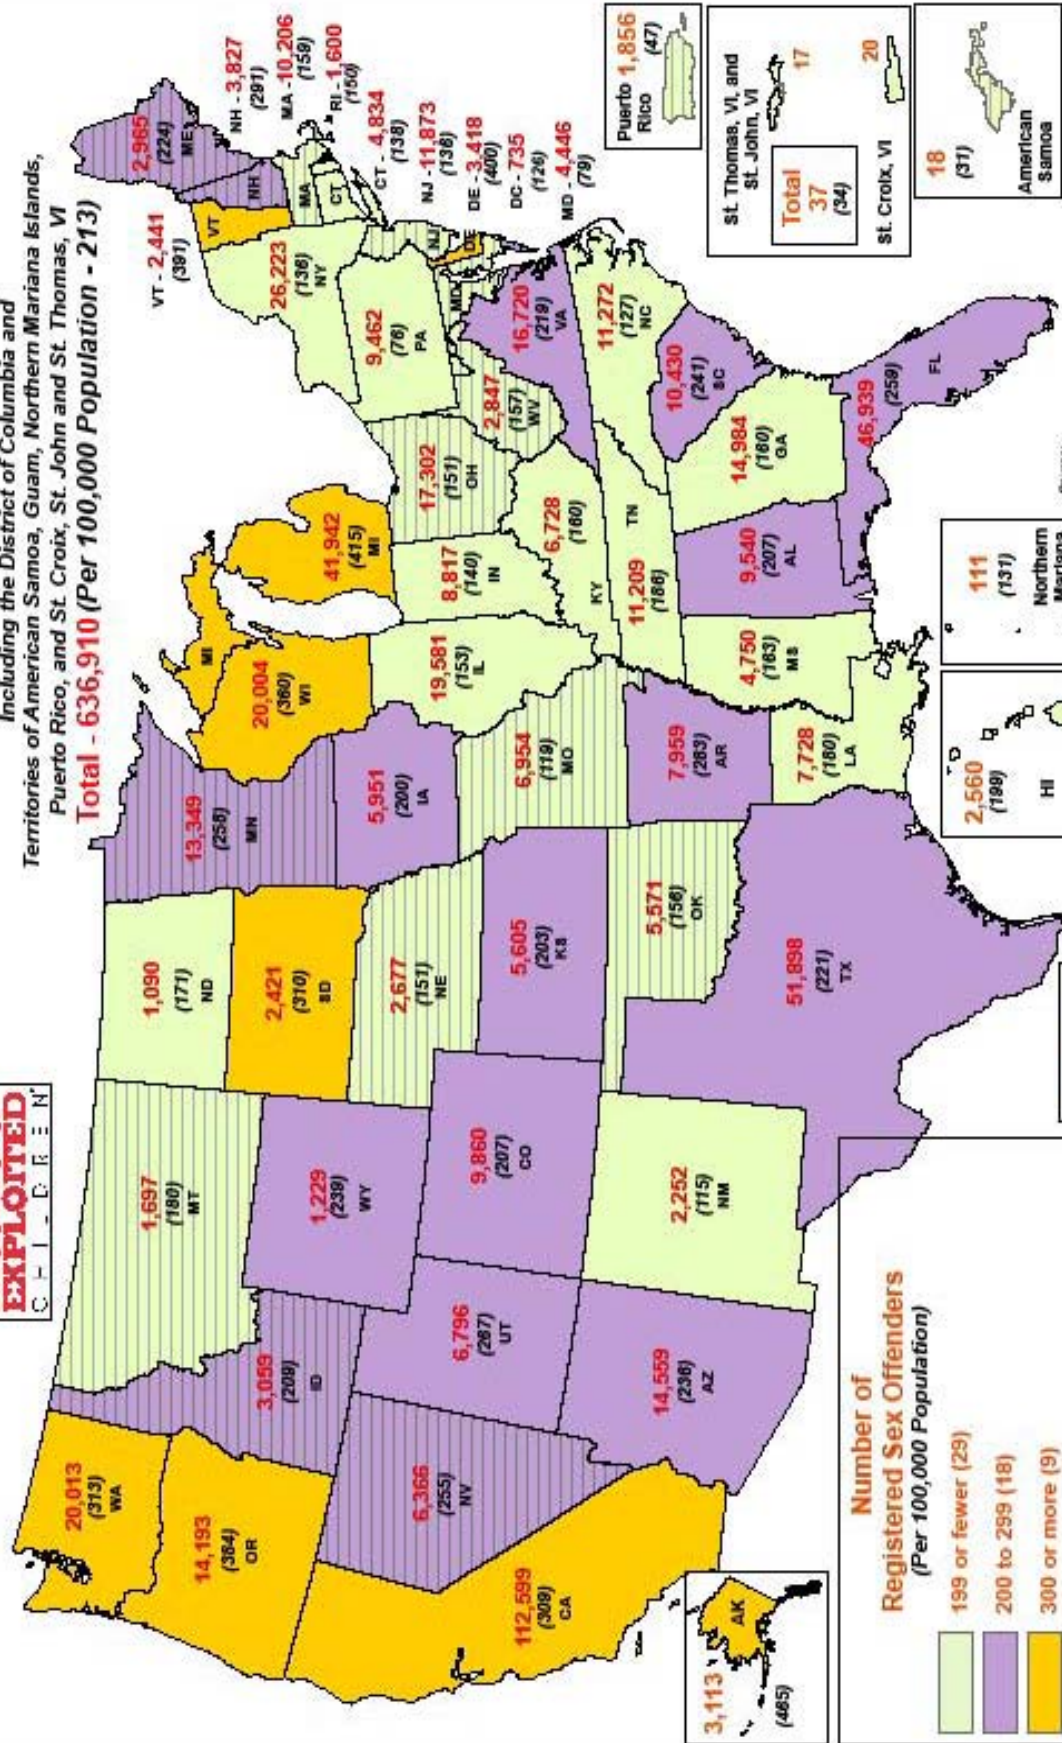 EXPLOITED
CHILDREN
Including the District of Columbia and
Territories of American Samoa, Guam, Northern Mariana Islands,
Puerto Rico, and St. Croix, St. John and St. Thomas, VI
Total - 636,910 (Per 100,000 Population - 213)
20,013
(313)
WA
14,193
(384)
OR
112,599
(309)
CA
6,366
(255)
NV
3,059
(209)
ID
1,697
(180)
MT
1,229
(239)
WY
6,796
(267)
UT
14,559
(236)
AZ
9,860
(207)
CO
2,252
(115)
NM
1,090
(171)
ND
2,421
(310)
SD
2,677
(151)
NE
5,605
(203)
KS
5,571
(156)
OK
51,898
(221)
TX
13,349
(258)
MN
5,951
(200)
IA
6,954
(119)
MO
7,959
(283)
AR
7,728
(180)
LA
20,004
(360)
WI
MI
41,942
(415)
MI
19,581
(153)
IL
8,817
(140)
IN
17,302
(151)
OH
6,728
(160)
KY
11,209
(186)
TN
4,750
(163)
MS
9,540
(207)
AL
14,984
(160)
GA
46,939
(259)
FL
10,430
(241)
SC
11,272
(127)
NC
16,720
(219)
VA
2,847
(157)
WV
9,462
(76)
PA
26,223
(136)
NY
VT - 2,441
(391)
VT
2,965
(224)
ME
NH
MA
CT
NJ
DE
MD
NH - 3,827
(291)
MA - 10,206
(159)
RI - 1,600
(150)
CT - 4,834
(138)
NJ - 11,873
(136)
DE - 3,418
(400)
DC - 735
(126)
MD - 4,446
(79)
Puerto Rico 1,856
(47)
St. Thomas, VI, and
St. John, VI
17
Total
37
(34)
St. Croix, VI
20
18
(31)
American
Samoa
111
(131)
Northern
Mariana
2,560
(199)
HI
3,113
(465)
AK
Number of
Registered Sex Offenders
(Per 100,000 Population)
199 or fewer (29)
200 to 299 (18)
300 or more (9)